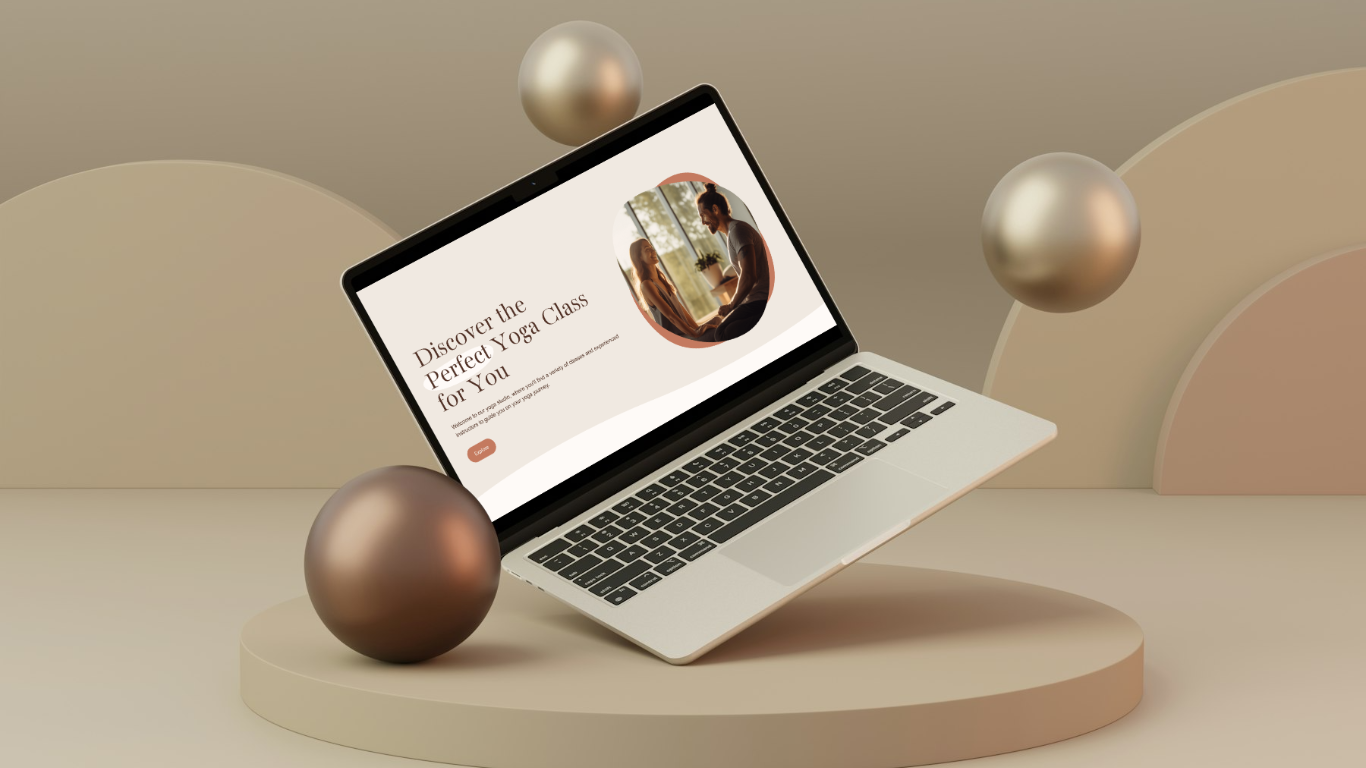 Discover the
Perfect Yoga Class
for You
Welcome to our yoga studio, where you'll find a variety of classes and experienced
instructors to guide you on your yoga journey.
Explore